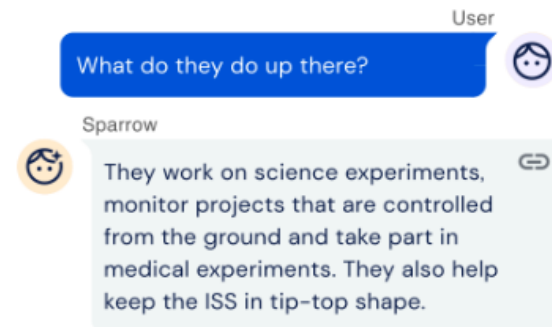 User
What do they do up there?
Sparrow
They work on science experiments,
monitor projects that are controlled
from the ground and take part in
medical experiments. They also help
keep the ISS in tip-top shape.